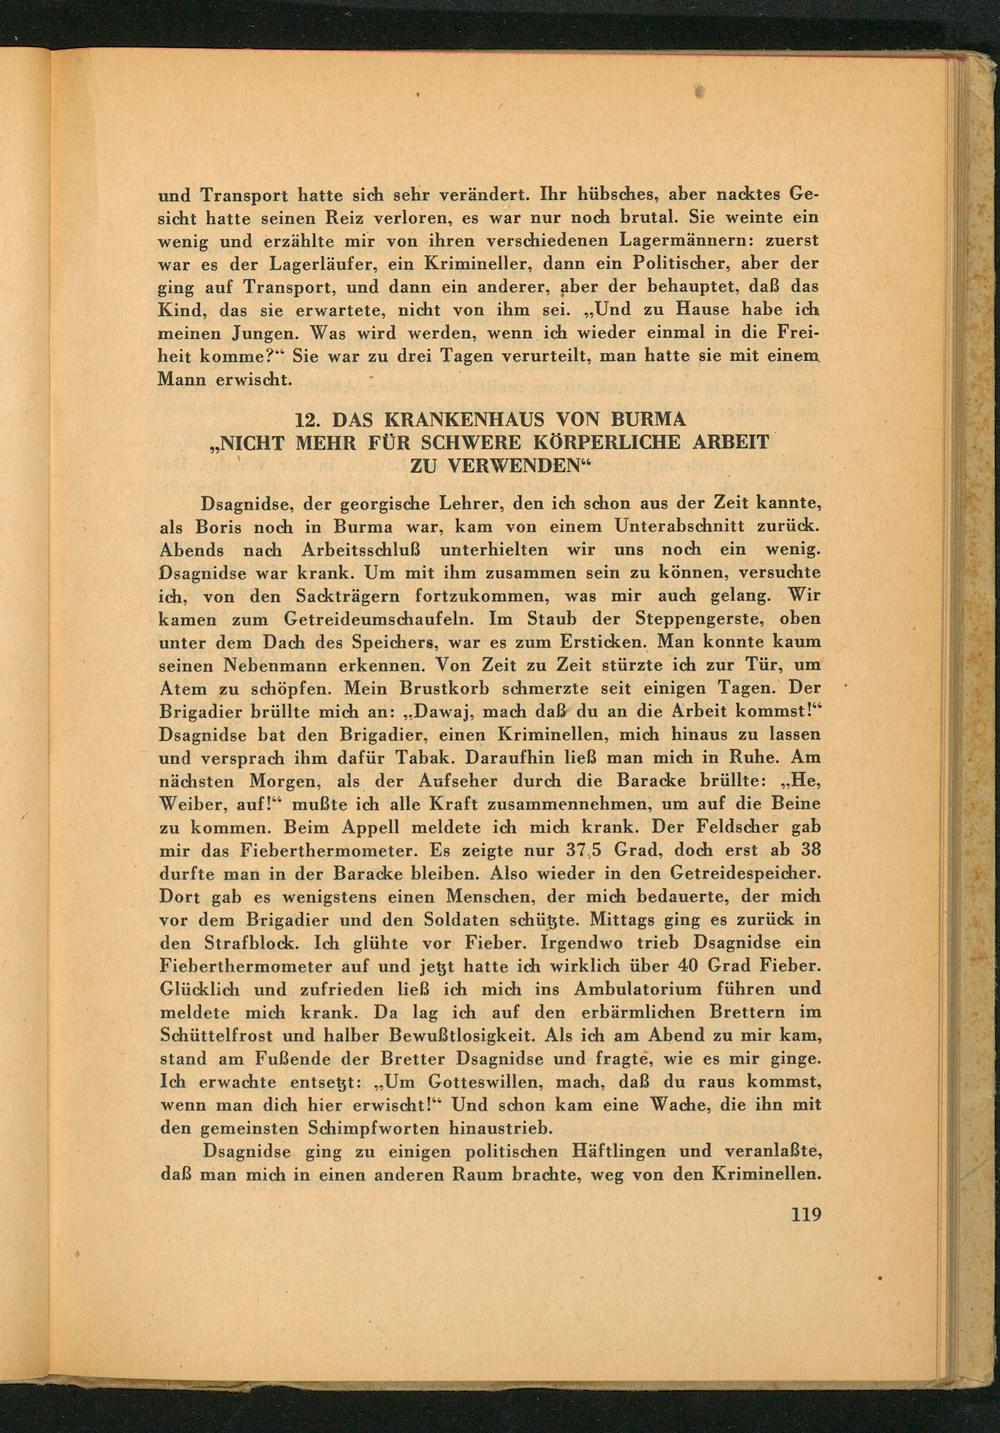 und Transport hatte sich sehr verändert. Ihr hübsches, aber nacktes Ge-
sicht hatte seinen Reiz verloren, es war nur noch brutal. Sie weinte ein
wenig und erzählte mir von ihren verschiedenen Lagermännern: zuerst
war es der Lagerläufer, ein Krimineller, dann ein Politischer, aber der
ging auf Transport, und dann ein anderer, aber der behauptet, daß das
Kind, das sie erwartete, nicht von ihm sei. „Und zu Hause habe ich
meinen Jungen. Was wird werden, wenn ich wieder einmal in die Frei-
heit komme?“ Sie war zu drei Tagen verurteilt, man hatte sie mit einem
Mann erwischt.
12. DAS KRANKENHAUS VON BURMA
„NICHT MEHR FÜR SCHWERE KÖRPERLICHE ARBEIT
ZU VERWENDEN“
Dsagnidse, der georgische Lehrer, den ich schon aus der Zeit kannte,
als Boris noch in Burma war, kam von einem Unterabschnitt zurück.
Abends nach Arbeitsschluß unterhielten wir uns noch ein wenig.
Dsagnidse war krank. Um mit ihm zusammen sein zu können, versuchte
ich, von den Sackträgern fortzukommen, was mir auch gelang. Wir
kamen zum Getreideumschaufeln. Im Staub der Steppengerste, oben
unter dem Dach des Speichers, war es zum Ersticken. Man konnte kaum
seinen Nebenmann erkennen. Von Zeit zu Zeit stürzte ich zur Tür, um
Atem zu schöpfen. Mein Brustkorb schmerzte seit einigen Tagen. Der
Brigadier brüllte mich an: „Dawaj, mach daß du an die Arbeit kommst!“
Dsagnidse bat den Brigadier, einen Kriminellen, mich hinaus zu lassen
und versprach ihm dafür Tabak. Daraufhin ließ man mich in Ruhe. Am
nächsten Morgen, als der Aufseher durch die Baracke brüllte: „He,
Weiber, auf!“ mußte ich alle Kraft zusammennehmen, um auf die Beine
zu kommen. Beim Appell meldete ich mich krank. Der Feldscher gab
mir das Fieberthermometer. Es zeigte nur 37,5 Grad, doch erst ab 38
durfte man in der Baracke bleiben. Also wieder in den Getreidespeicher.
Dort gab es wenigstens einen Menschen, der mich bedauerte, der mich
vor dem Brigadier und den Soldaten schützte. Mittags ging es zurück in
den Strafblock. Ich glühte vor Fieber. Irgendwo trieb Dsagnidse ein
Fieberthermometer auf und jetzt hatte ich wirklich über 40 Grad Fieber.
Glücklich und zufrieden ließ ich mich ins Ambulatorium führen und
meldete mich krank. Da lag ich auf den erbärmlichen Brettern im
Schüttelfrost und halber Bewußtlosigkeit. Als ich am Abend zu mir kam,
stand am Fußende der Bretter Dsagnidse und fragte, wie es mir ginge.
Ich erwachte entsetzt: „Um Gotteswillen, mach, daß du raus kommst,
wenn man dich hier erwischt!“ Und schon kam eine Wache, die ihn mit
den gemeinsten Schimpfworten hinaustrieb.
Dsagnidse ging zu einigen politischen Häftlingen und veranlaßte,
daß man mich in einen anderen Raum brachte, weg von den Kriminellen.
119